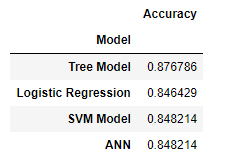 Accuracy
Model
Tree Model 0.876786
Logistic Regression 0.846429
SVM Model 0.848214
ANN 0.848214